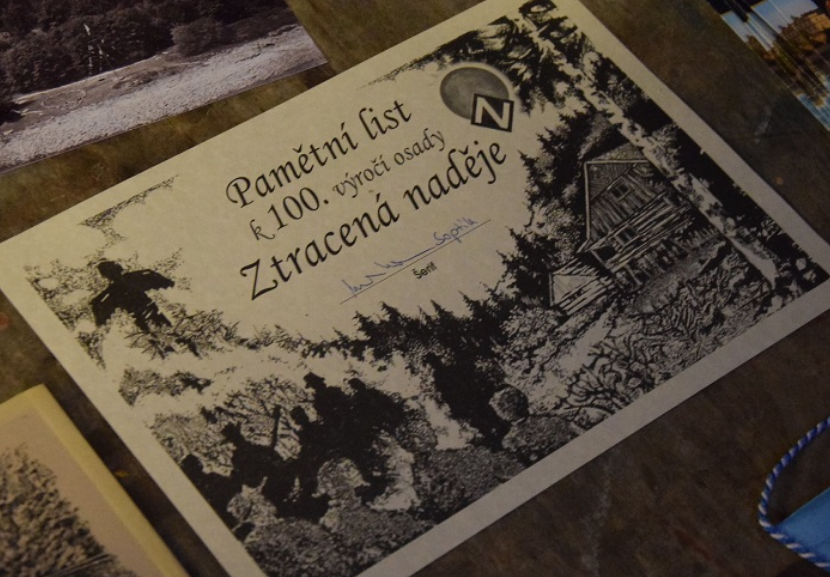 Pamětní list
k 100. výročí osady
Ztracená naděje
Šerif
N